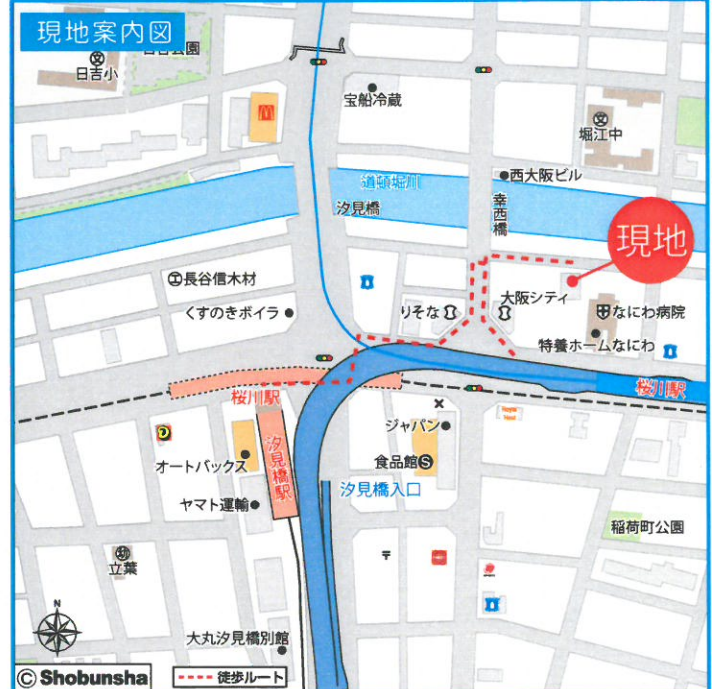 現地案内図
日吉公園
日吉小
宝船冷蔵
堀江中
道頓堀川
西大阪ビル
汐見橋
幸西橋
現地
長谷信木材
りそな
大阪シティ
なにわ病院
くすのきボイラ
特養ホームなにわ
桜川駅
桜川駅
ジャパン
汐見橋駅
オートバックス
食品館
汐見橋入口
ヤマト運輸
稲荷町公園
〒
立葉
N
大丸汐見橋別館
© Shobunsha
徒歩ルート